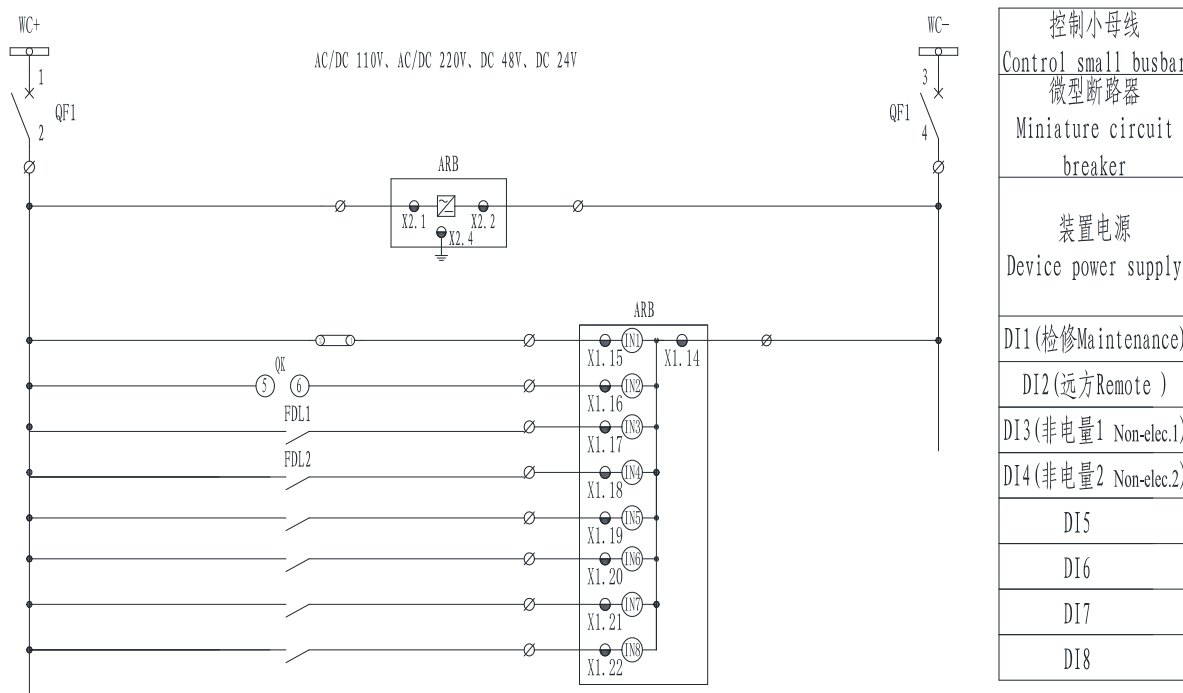 WC+
WC-
AC/DC 110V、AC/DC 220V、DC 48V、DC 24V
1
QF1
2
3
QF1
4
ARB
X2.1
X2.2
X2.4
ARB
IN1
X1.15
X1.14
QK
5
6
IN2
X1.16
FDL1
IN3
X1.17
FDL2
IN4
X1.18
IN5
X1.19
IN6
X1.20
IN7
X1.21
IN8
X1.22
控制小母线
Control small busbar
微型断路器
Miniature circuit
breaker
装置电源
Device power supply
DI1(检修Maintenance)
DI2(远方Remote )
DI3(非电量1 Non-elec.1)
DI4(非电量2 Non-elec.2)
DI5
DI6
DI7
DI8